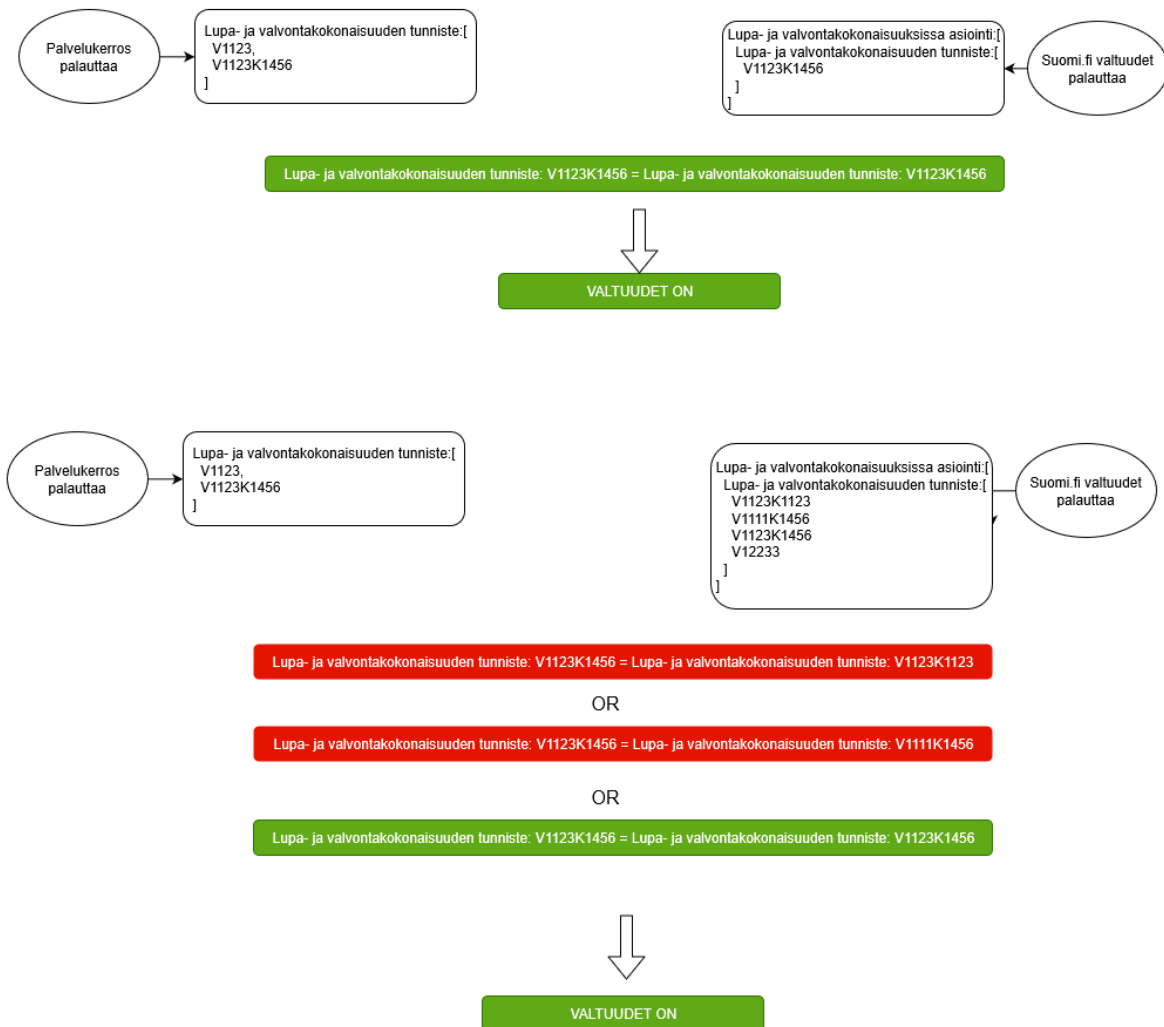 Palvelukerros
palauttaa
Lupa- ja valvontakokonaisuuden tunniste:[
V1123,
V1123K1456
]
Lupa- ja valvontakokonaisuuksissa asiointi:[
Lupa- ja valvontakokonaisuuden tunniste:[
V1123K1456
]
]
Suomi.fi valtuudet
palauttaa
Lupa- ja valvontakokonaisuuden tunniste: V1123K1456 = Lupa- ja valvontakokonaisuuden tunniste: V1123K1456
VALTUUDET ON
Palvelukerros
palauttaa
Lupa- ja valvontakokonaisuuden tunniste:[
V1123,
V1123K1456
]
Lupa- ja valvontakokonaisuuksissa asiointi:[
Lupa- ja valvontakokonaisuuden tunniste:[
V1123K1123
V1111K1456
V1123K1456
V12233
]
]
Suomi.fi valtuudet
palauttaa
Lupa- ja valvontakokonaisuuden tunniste: V1123K1456 = Lupa- ja valvontakokonaisuuden tunniste: V1123K1123
OR
Lupa- ja valvontakokonaisuuden tunniste: V1123K1456 = Lupa- ja valvontakokonaisuuden tunniste: V1111K1456
OR
Lupa- ja valvontakokonaisuuden tunniste: V1123K1456 = Lupa- ja valvontakokonaisuuden tunniste: V1123K1456
VALTUUDET ON